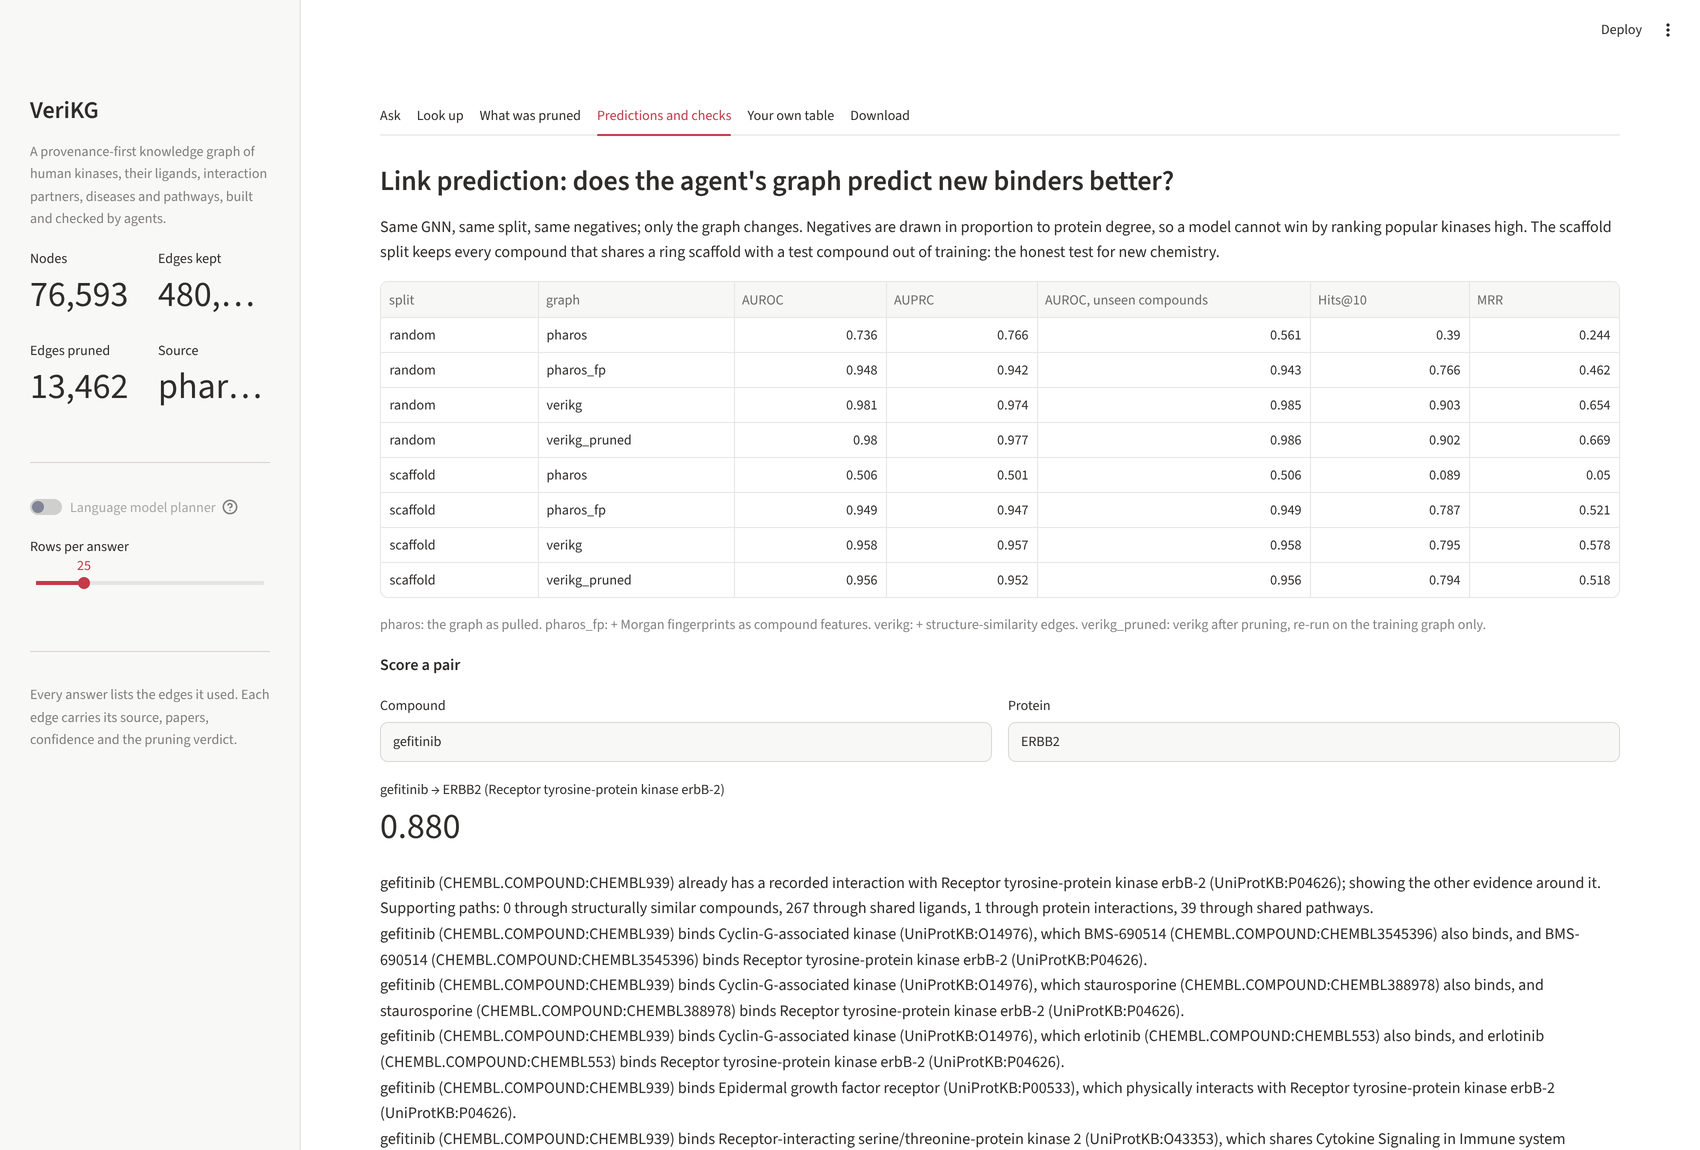 Deploy
VeriKG
A provenance-first knowledge graph of
human kinases, their ligands, interaction
partners, diseases and pathways, built
and checked by agents.
Nodes Edges kept
76,593 480,…
Edges pruned Source
13,462 phar…
Language model planner
Rows per answer
25
Every answer lists the edges it used. Each
edge carries its source, papers,
confidence and the pruning verdict.
Ask Look up What was pruned Predictions and checks Your own table Download
Link prediction: does the agent's graph predict new binders better?
Same GNN, same split, same negatives; only the graph changes. Negatives are drawn in proportion to protein degree, so a model cannot win by ranking popular kinases high. The scaffold
split keeps every compound that shares a ring scaffold with a test compound out of training: the honest test for new chemistry.
split graph AUROC AUPRC AUROC, unseen compounds Hits@10 MRR
random pharos 0.736 0.766 0.561 0.39 0.244
random pharos_fp 0.948 0.942 0.943 0.766 0.462
random verikg 0.981 0.974 0.985 0.903 0.654
random verikg_pruned 0.98 0.977 0.986 0.902 0.669
scaffold pharos 0.506 0.501 0.506 0.089 0.05
scaffold pharos_fp 0.949 0.947 0.949 0.787 0.521
scaffold verikg 0.958 0.957 0.958 0.795 0.578
scaffold verikg_pruned 0.956 0.952 0.956 0.794 0.518
pharos: the graph as pulled. pharos_fp: + Morgan fingerprints as compound features. verikg: + structure-similarity edges. verikg_pruned: verikg after pruning, re-run on the training graph only.
Score a pair
Compound Protein
gefitinib ERBB2
gefitinib → ERBB2 (Receptor tyrosine-protein kinase erbB-2)
0.880
gefitinib (CHEMBL.COMPOUND:CHEMBL939) already has a recorded interaction with Receptor tyrosine-protein kinase erbB-2 (UniProtKB:P04626); showing the other evidence around it.
Supporting paths: 0 through structurally similar compounds, 267 through shared ligands, 1 through protein interactions, 39 through shared pathways.
gefitinib (CHEMBL.COMPOUND:CHEMBL939) binds Cyclin-G-associated kinase (UniProtKB:O14976), which BMS-690514 (CHEMBL.COMPOUND:CHEMBL3545396) also binds, and BMS-
690514 (CHEMBL.COMPOUND:CHEMBL3545396) binds Receptor tyrosine-protein kinase erbB-2 (UniProtKB:P04626).
gefitinib (CHEMBL.COMPOUND:CHEMBL939) binds Cyclin-G-associated kinase (UniProtKB:O14976), which staurosporine (CHEMBL.COMPOUND:CHEMBL388978) also binds, and
staurosporine (CHEMBL.COMPOUND:CHEMBL388978) binds Receptor tyrosine-protein kinase erbB-2 (UniProtKB:P04626).
gefitinib (CHEMBL.COMPOUND:CHEMBL939) binds Cyclin-G-associated kinase (UniProtKB:O14976), which erlotinib (CHEMBL.COMPOUND:CHEMBL553) also binds, and erlotinib
(CHEMBL.COMPOUND:CHEMBL553) binds Receptor tyrosine-protein kinase erbB-2 (UniProtKB:P04626).
gefitinib (CHEMBL.COMPOUND:CHEMBL939) binds Epidermal growth factor receptor (UniProtKB:P00533), which physically interacts with Receptor tyrosine-protein kinase erbB-2
(UniProtKB:P04626).
gefitinib (CHEMBL.COMPOUND:CHEMBL939) binds Receptor-interacting serine/threonine-protein kinase 2 (UniProtKB:O43353), which shares Cytokine Signaling in Immune system